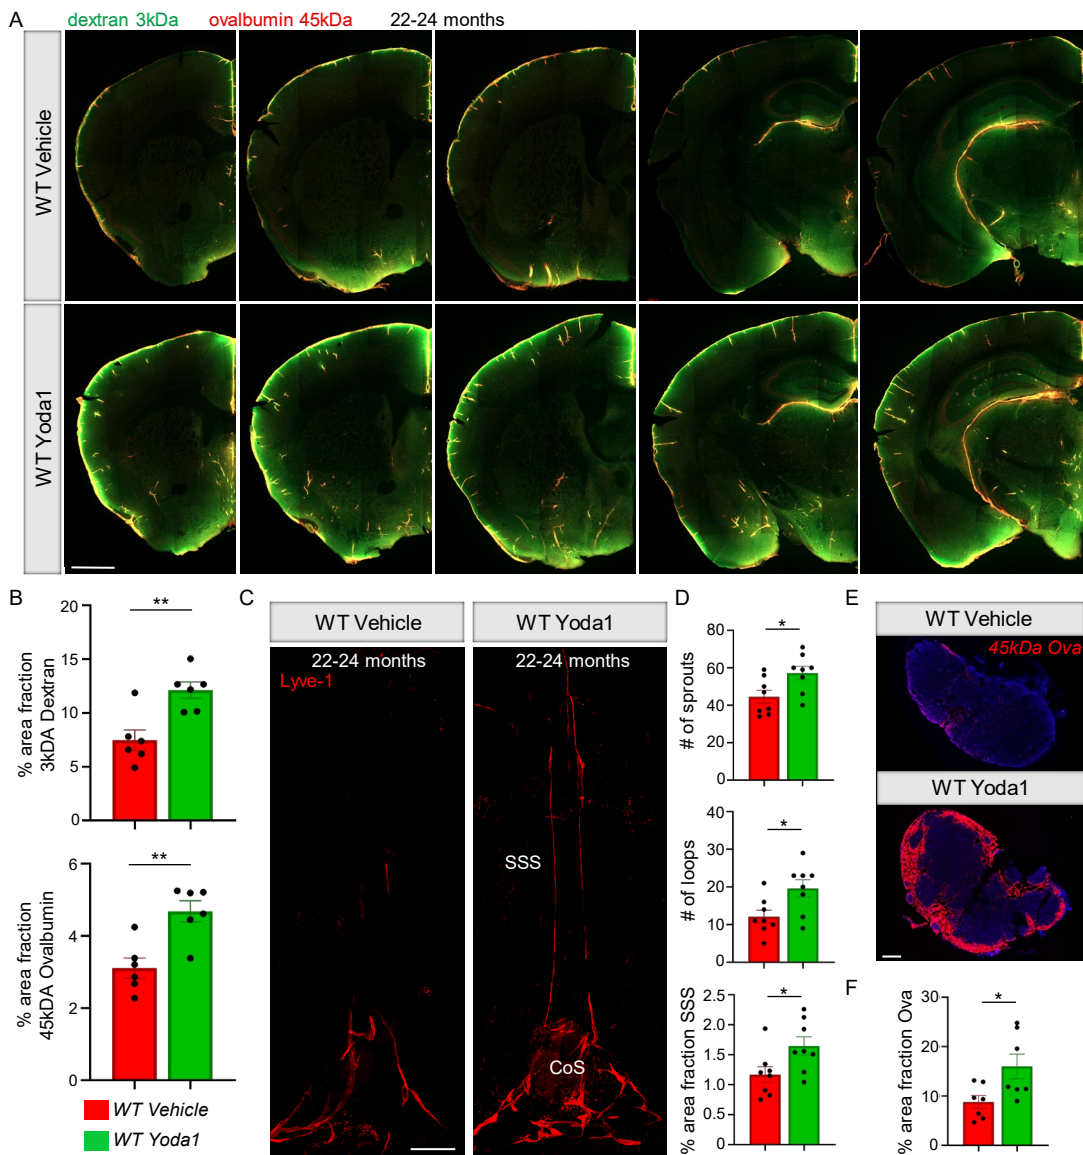 A
dextran 3kDa ovalbumin 45kDa 22-24 months
WT Vehicle
WT Yoda1
B
% area fraction
3kDA Dextran
20
15
10
5
0
**
% area fraction
45kDA Ovalbumin
6
4
2
0
**
WT Vehicle
WT Yoda1
C
WT Vehicle
WT Yoda1
22-24 months
22-24 months
Lyve-1
SSS
CoS
D
# of sprouts
80
60
40
20
0
*
# of loops
40
30
20
10
0
*
% area fraction SSS
2.5
2.0
1.5
1.0
0.5
0
*
E
WT Vehicle
45kDa Ova
WT Yoda1
F
% area fraction Ova
30
20
10
0
*